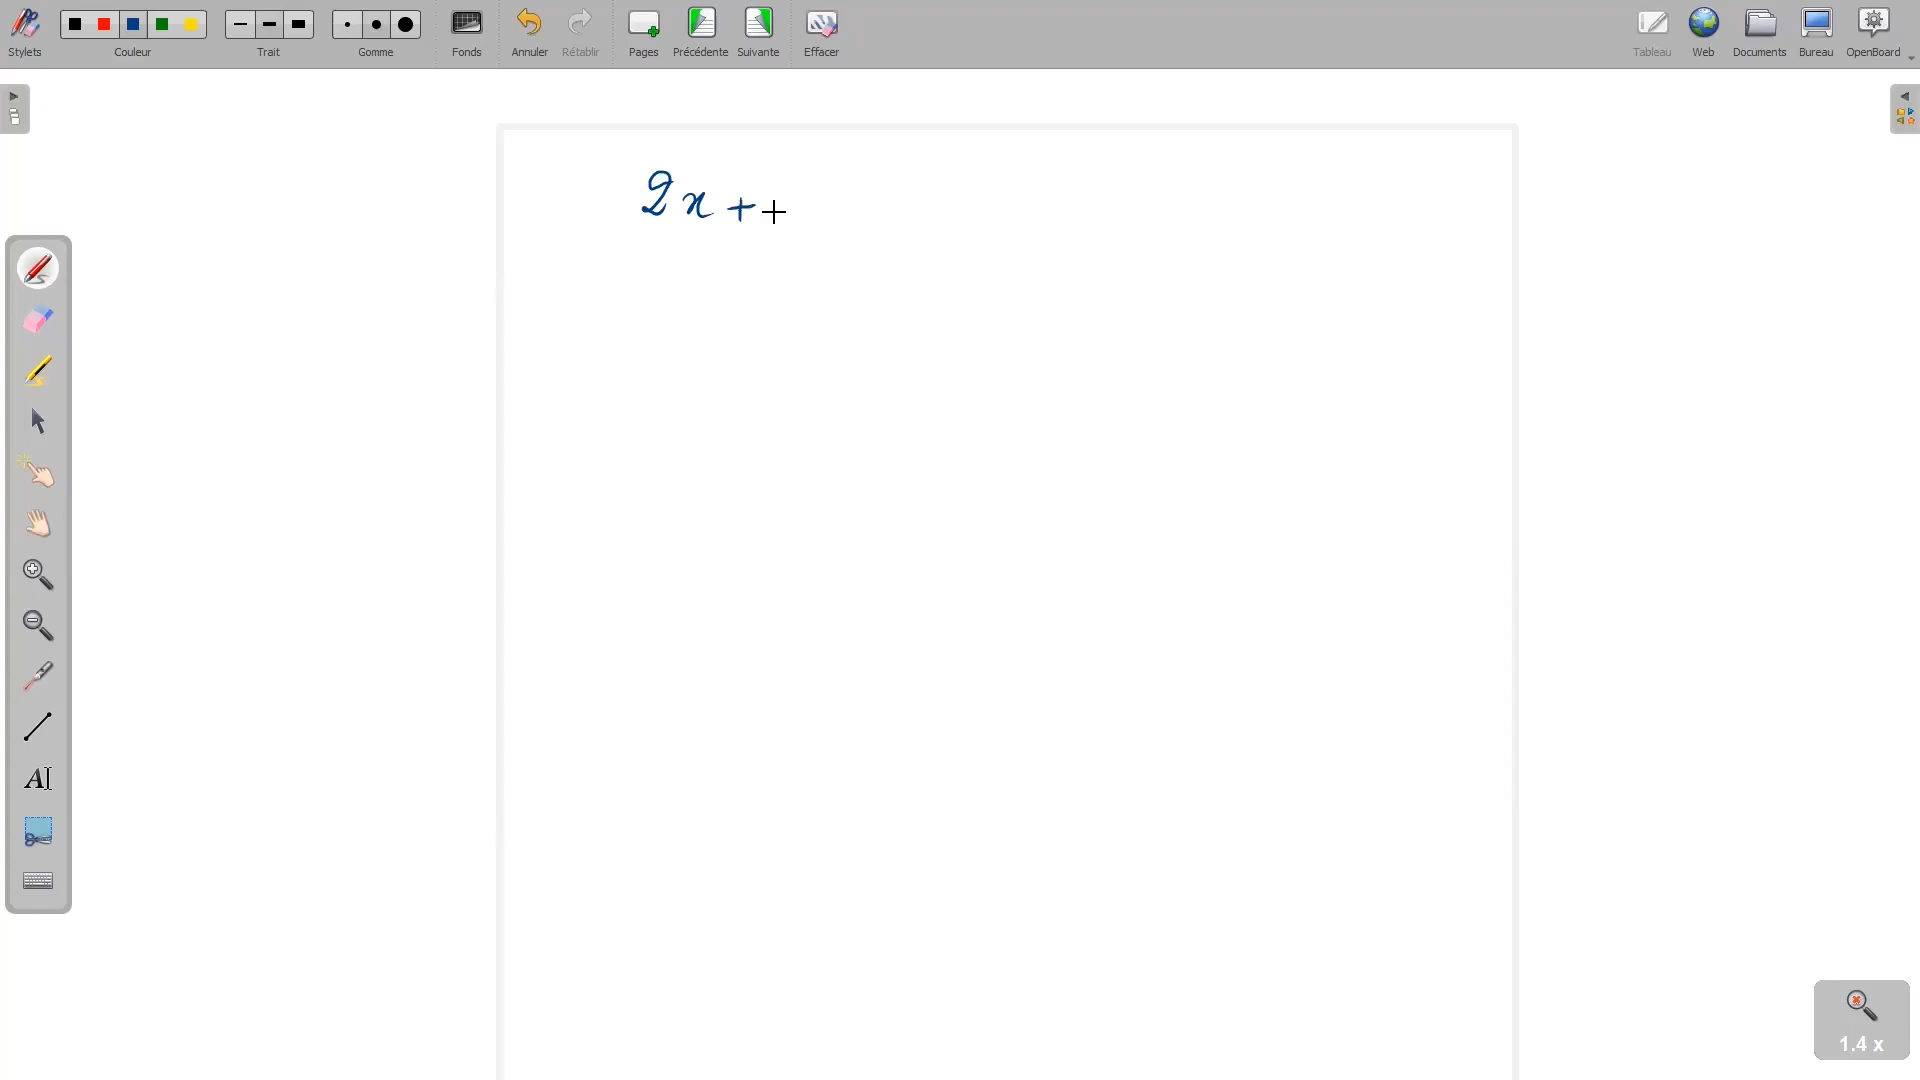 Stylets Couleur Trait Gomme Fonds Annuler Rétablir Pages Précédente Suivante Effacer Tableau Web Documents Bureau OpenBoard
2x +
1.4 x